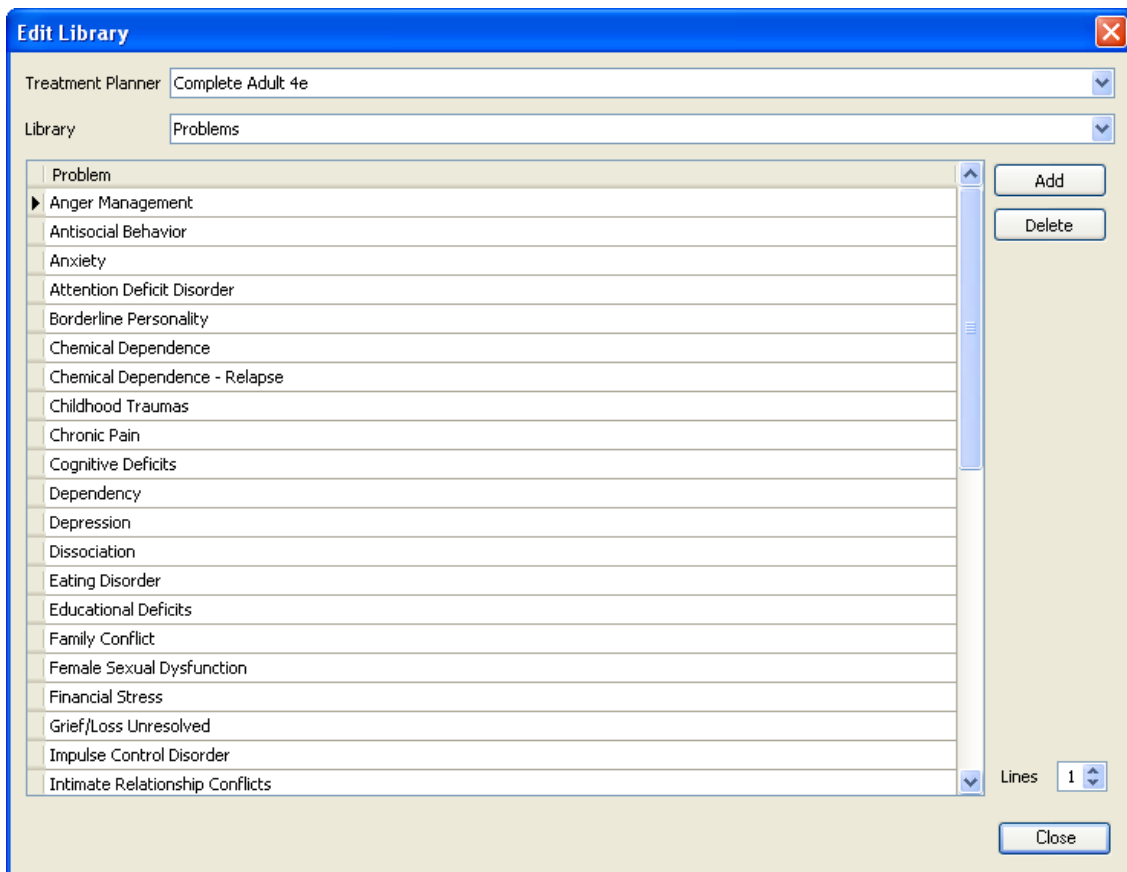 Edit Library
Treatment Planner Complete Adult 4e
Library Problems
Problem
Add
Anger Management
Delete
Antisocial Behavior
Anxiety
Attention Deficit Disorder
Borderline Personality
Chemical Dependence
Chemical Dependence - Relapse
Childhood Traumas
Chronic Pain
Cognitive Deficits
Dependency
Depression
Dissociation
Eating Disorder
Educational Deficits
Family Conflict
Female Sexual Dysfunction
Financial Stress
Grief/Loss Unresolved
Impulse Control Disorder
Intimate Relationship Conflicts
Lines 1
Close